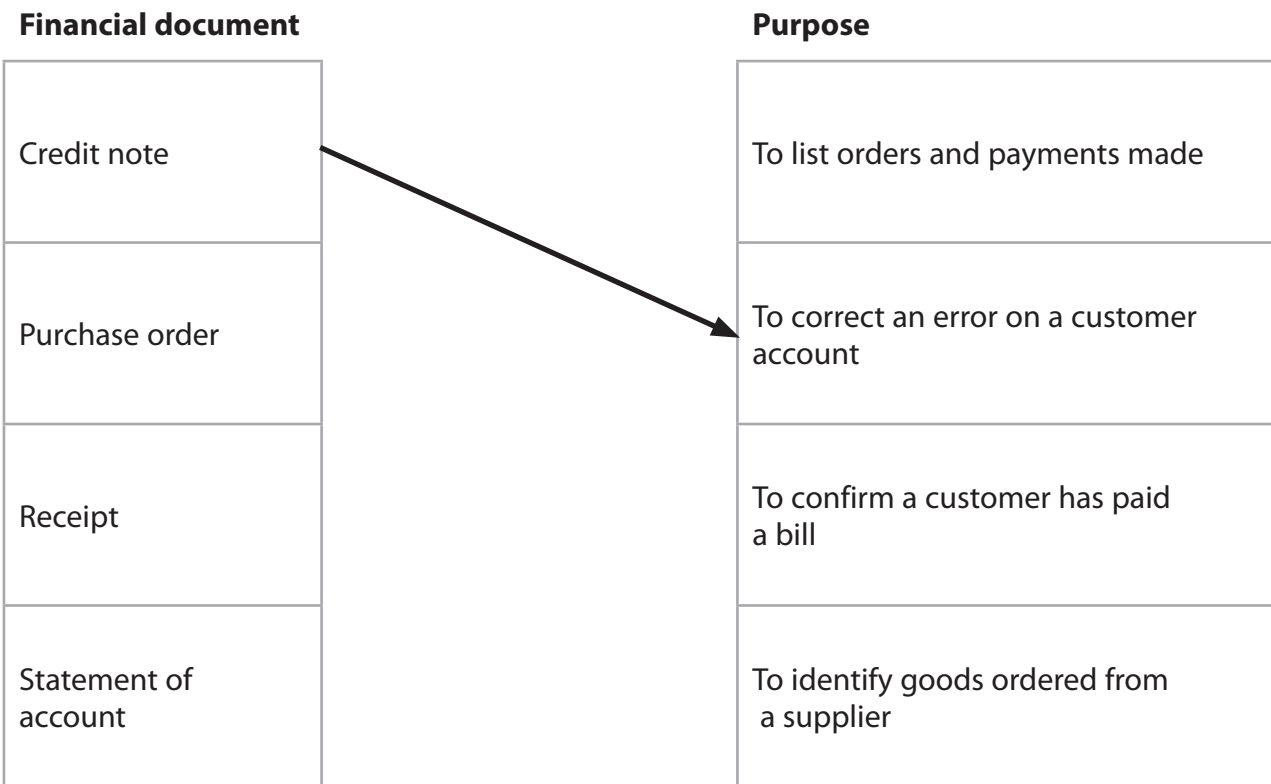 Financial document
Purpose
Credit note
To list orders and payments made
Purchase order
To correct an error on a customer
account
Receipt
To confirm a customer has paid
a bill
Statement of
account
To identify goods ordered from
a supplier